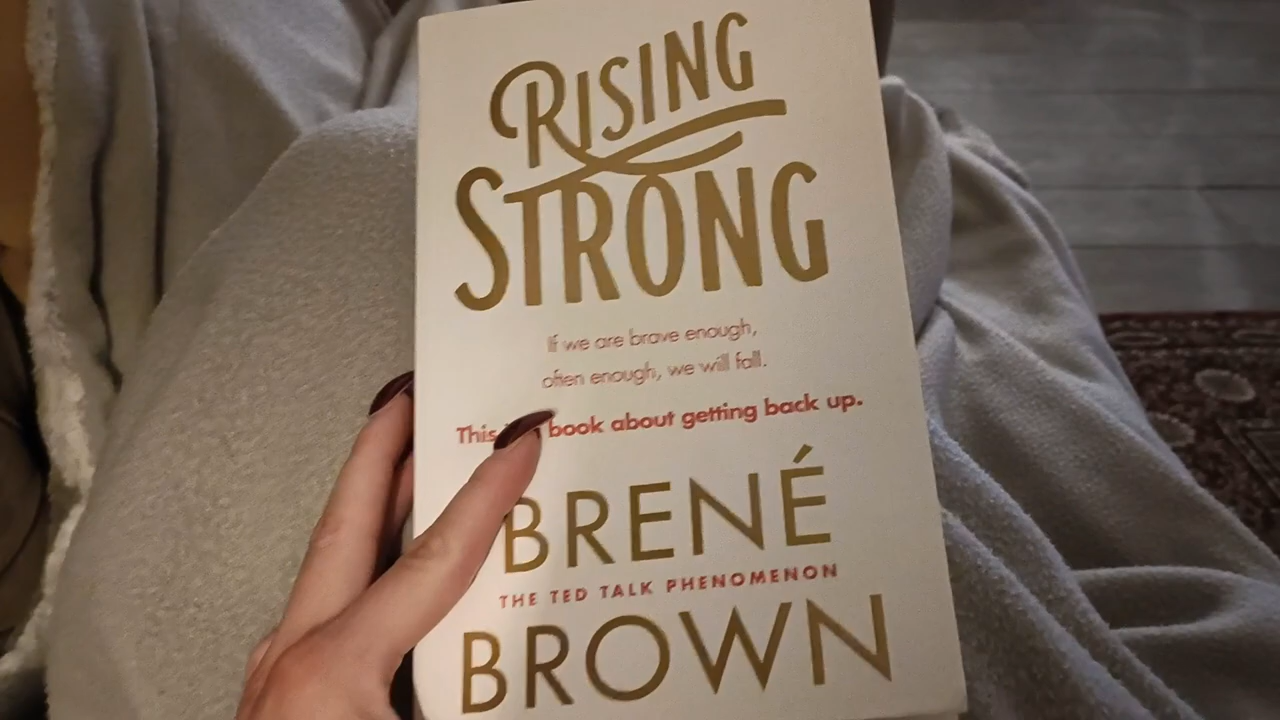 RISING
STRONG
If we are brave enough,
often enough, we will fall.
This book about getting back up.
BRENÉ
THE TED TALK PHENOMENON
BROWN